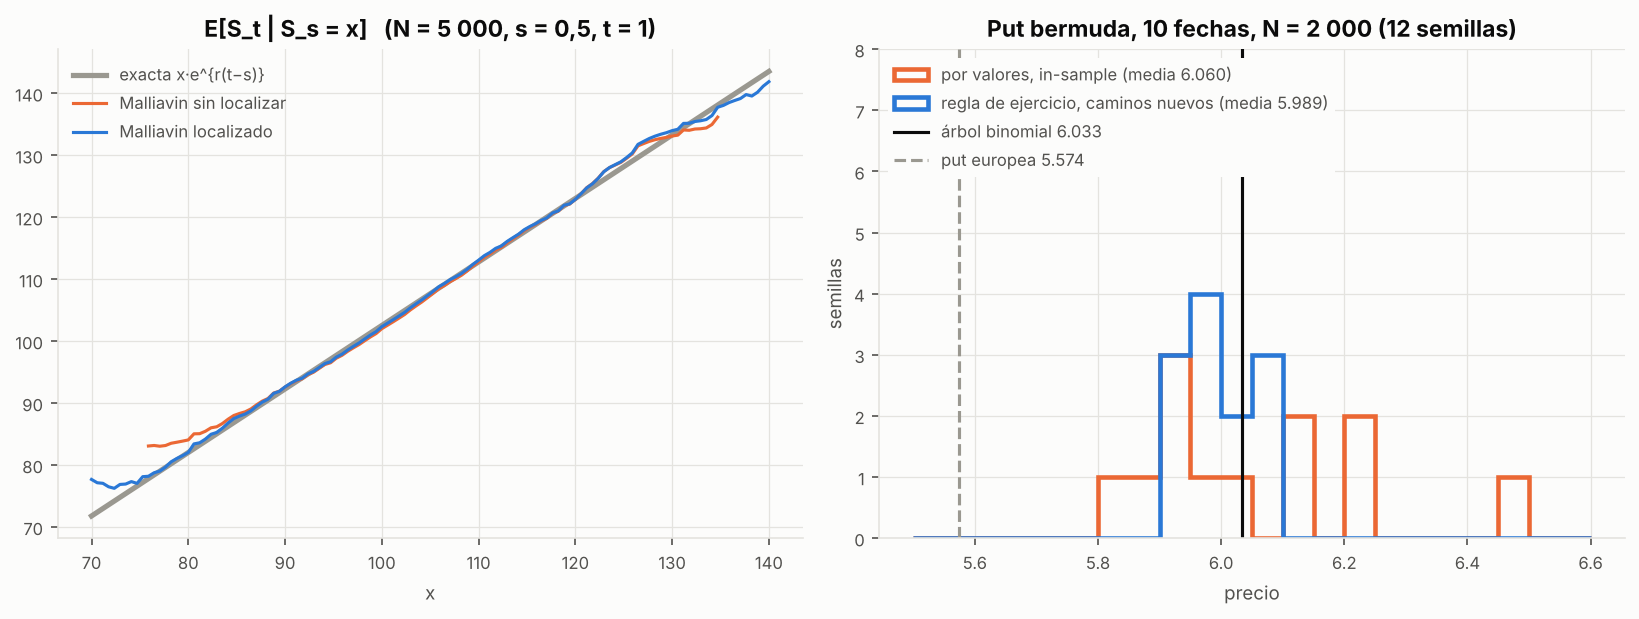 E[S_t | S_s = x]   (N = 5 000, s = 0,5, t = 1)
exacta x·e^{r(t−s)}
Malliavin sin localizar
Malliavin localizado
140
130
120
110
100
90
80
70
70 80 90 100 110 120 130 140
x
Put bermuda, 10 fechas, N = 2 000 (12 semillas)
por valores, in-sample (media 6.060)
regla de ejercicio, caminos nuevos (media 5.989)
árbol binomial 6.033
put europea 5.574
semillas
8
7
6
5
4
3
2
1
0
5.6 5.8 6.0 6.2 6.4 6.6
precio